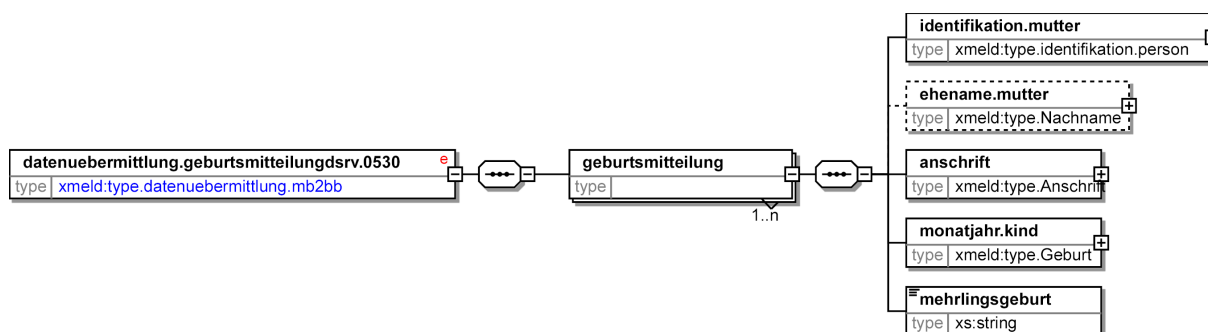 identifikation.mutter
type xmeld:type.identifikation.person
ehename.mutter
type xmeld:type.Nachname
datenuebermittlung.geburtsmitteilungdsrv.0530 e
type xmeld:type.datenuebermittlung.mb2bb
geburtsmitteilung
type
1..n
anschrift
type xmeld:type.Anschrift
monatjahr.kind
type xmeld:type.Geburt
mehrlingsgeburt
type xs:string